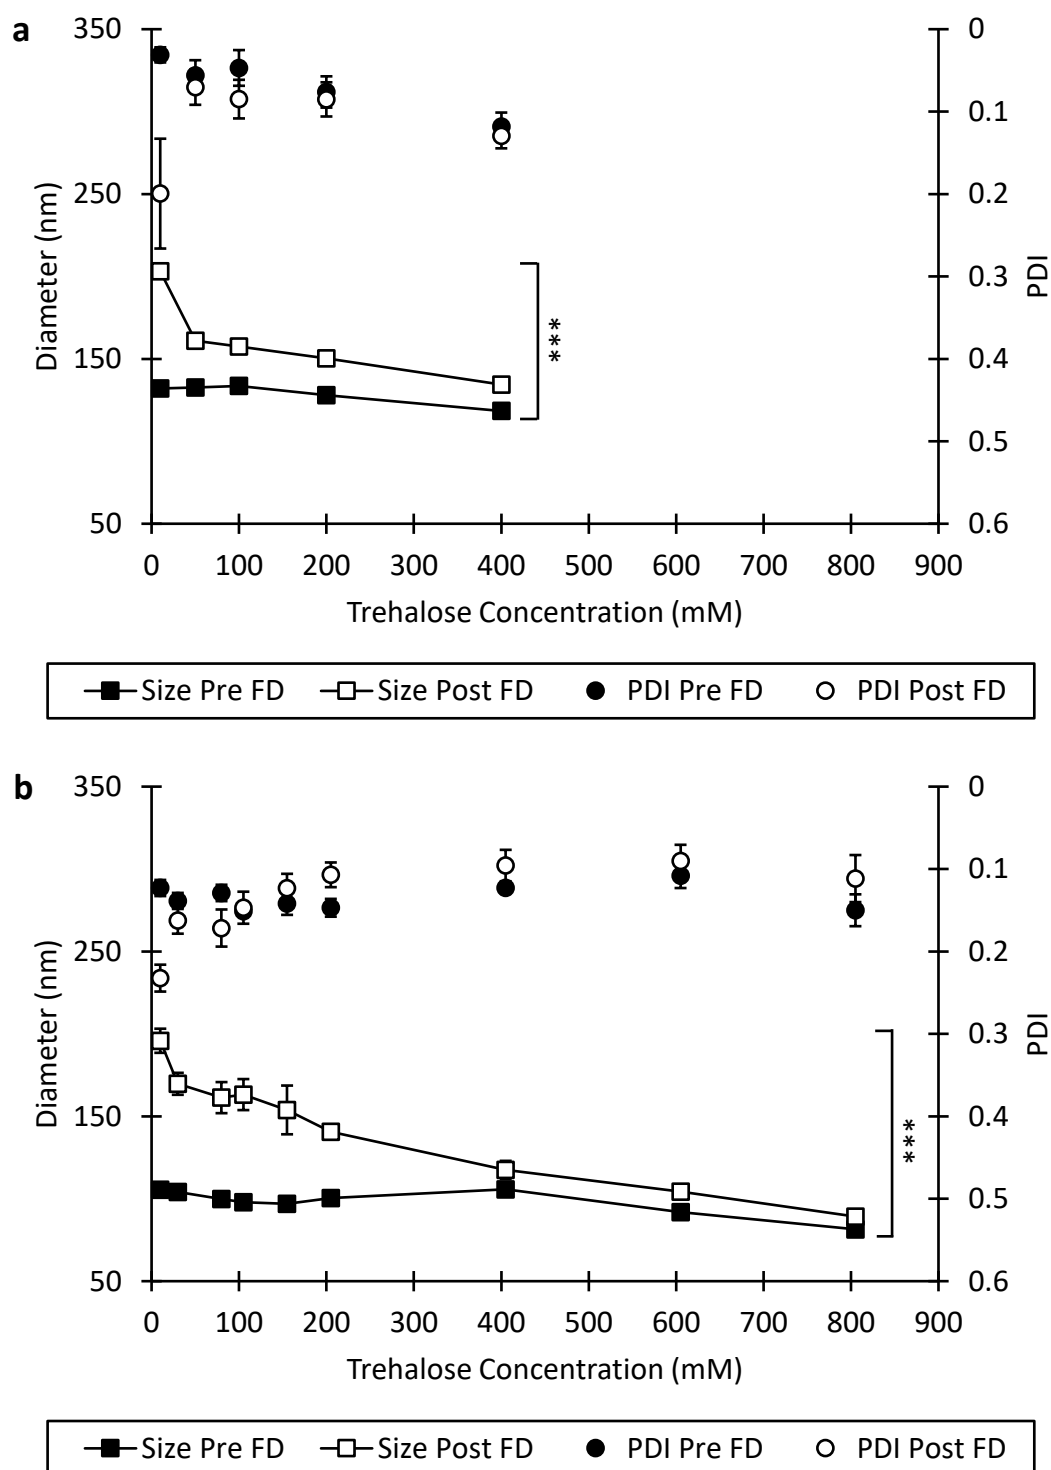 a
350
250
150
50
Diameter (nm)
0
0.1
0.2
0.3
0.4
0.5
0.6
PDI
***
0 100 200 300 400 500 600 700 800 900
Trehalose Concentration (mM)
Size Pre FD Size Post FD PDI Pre FD PDI Post FD
b
350
250
150
50
Diameter (nm)
0
0.1
0.2
0.3
0.4
0.5
0.6
PDI
***
0 100 200 300 400 500 600 700 800 900
Trehalose Concentration (mM)
Size Pre FD Size Post FD PDI Pre FD PDI Post FD